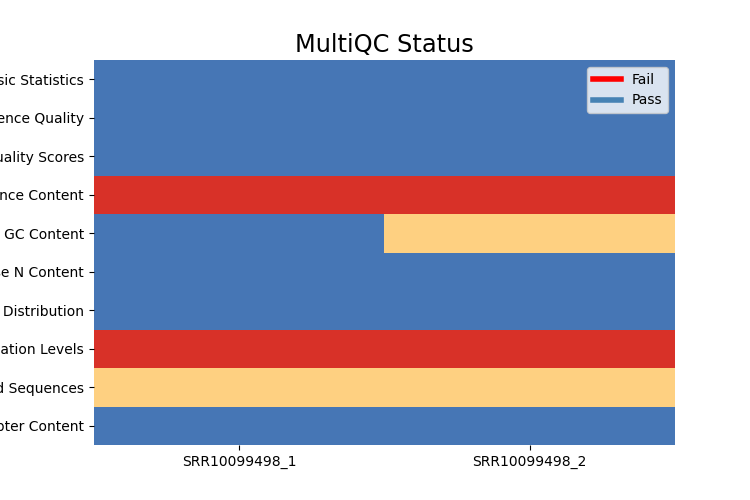 MultiQC Status
Fail
Pass
sic Statistics
ence Quality
uality Scores
nce Content
GC Content
e N Content
Distribution
ation Levels
d Sequences
pter Content
SRR10099498_1
SRR10099498_2